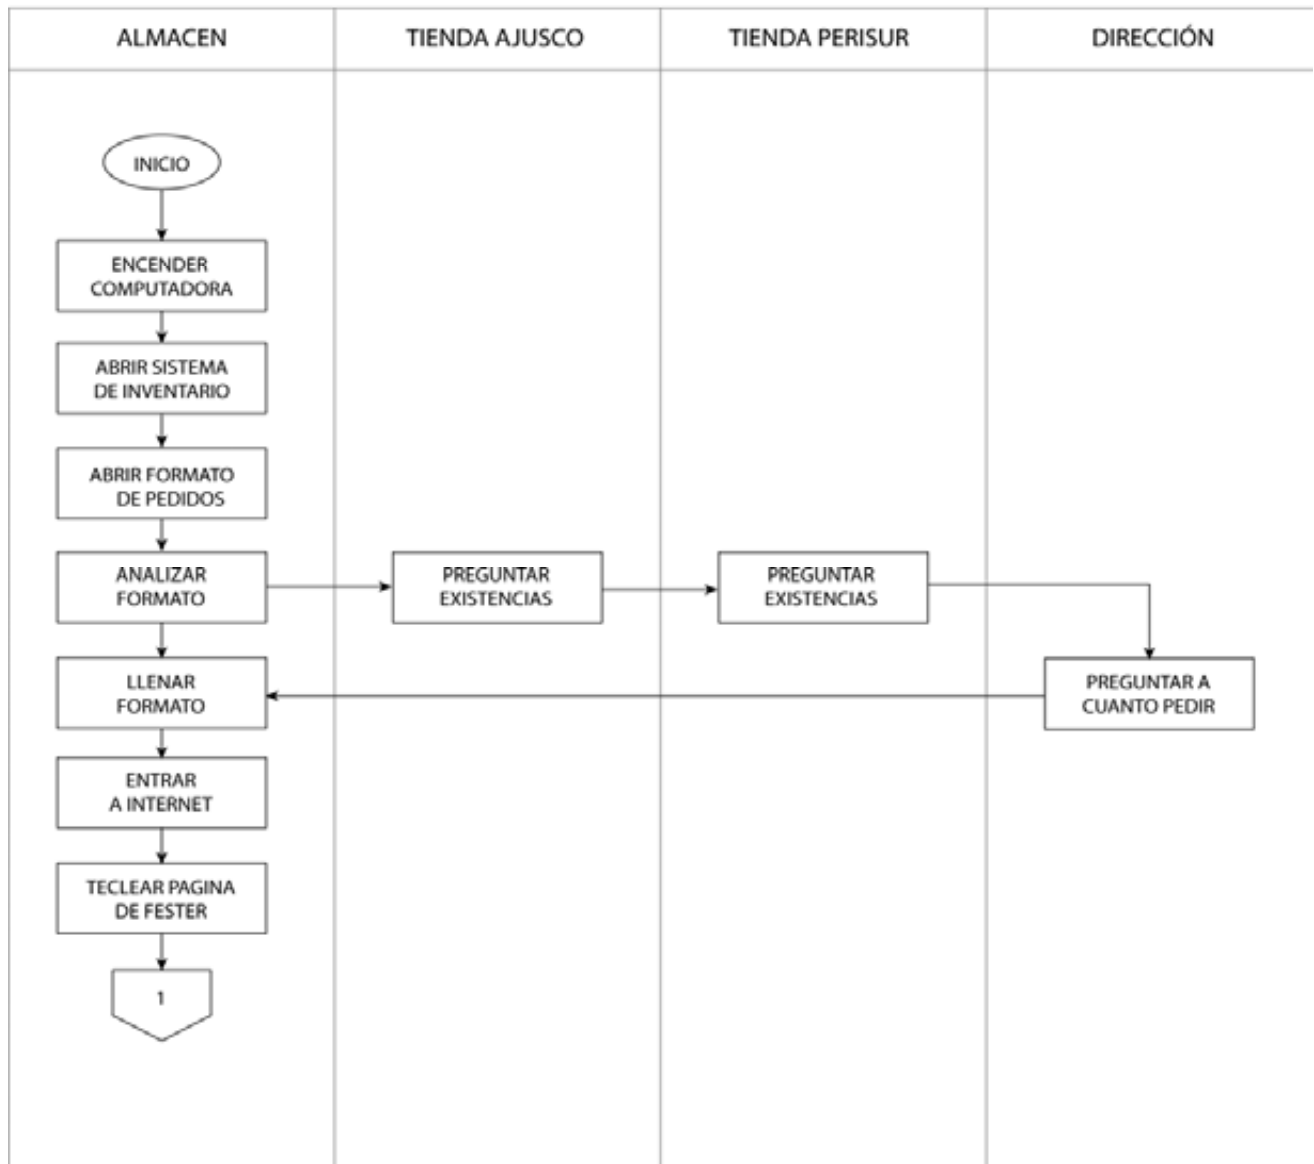 ALMACEN
TIENDA AJUSCO
TIENDA PERISUR
DIRECCIÓN
INICIO
ENCENDER
COMPUTADORA
ABRIR SISTEMA
DE INVENTARIO
ABRIR FORMATO
DE PEDIDOS
ANALIZAR
FORMATO
PREGUNTAR
EXISTENCIAS
PREGUNTAR
EXISTENCIAS
PREGUNTAR A
CUANTO PEDIR
LLENAR
FORMATO
ENTRAR
A INTERNET
TECLEAR PAGINA
DE FESTER
1